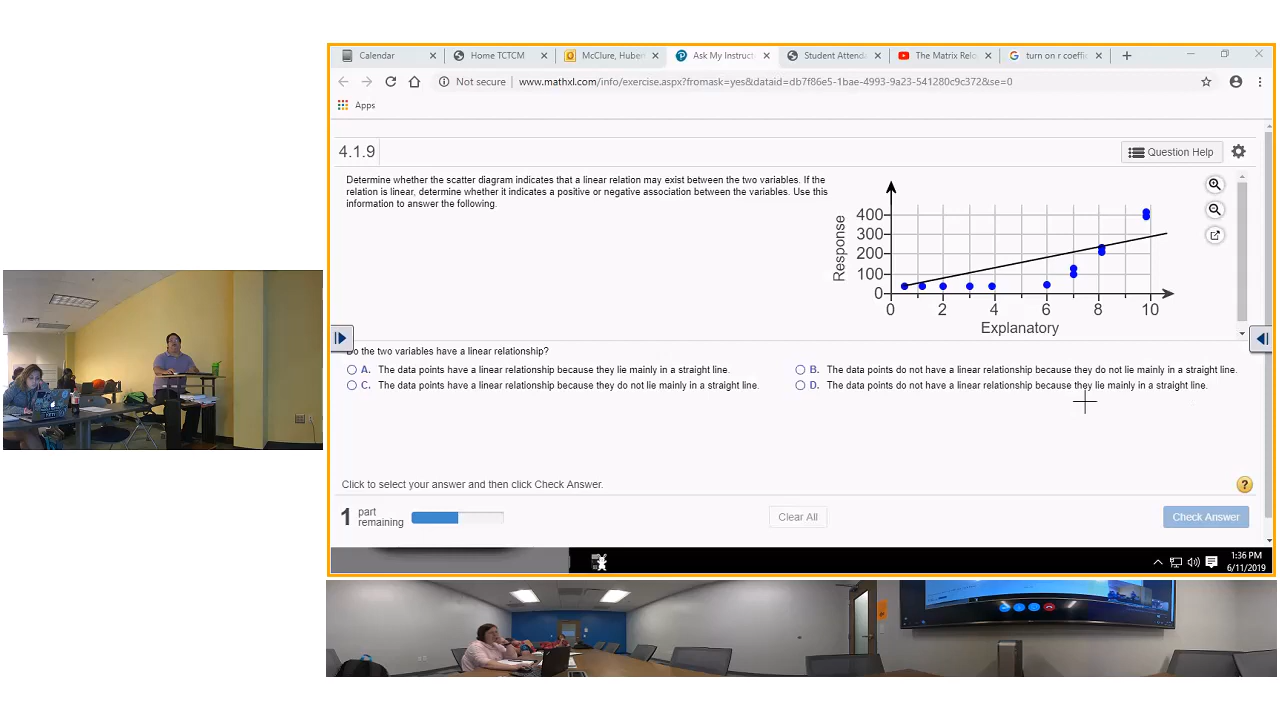 Calendar
Home TCTCM
McClure, Huber
Ask My Instruct
Student Attend
The Matrix Relo
turn on r coeffic
Not secure | www.mathxl.com/info/exercise.aspx?fromask=yes&dataid=db7f86e5-1bae-4993-9a23-541280c9c372&se=0
Apps
4.1.9
Question Help
Determine whether the scatter diagram indicates that a linear relation may exist between the two variables. If the
relation is linear, determine whether it indicates a positive or negative association between the variables. Use this
information to answer the following.
400
300
200
100
0
Response
0 2 4 6 8 10
Explanatory
Do the two variables have a linear relationship?
A. The data points have a linear relationship because they lie mainly in a straight line.
B. The data points do not have a linear relationship because they do not lie mainly in a straight line.
C. The data points have a linear relationship because they do not lie mainly in a straight line.
D. The data points do not have a linear relationship because they lie mainly in a straight line.
Click to select your answer and then click Check Answer.
?
1 part
remaining
Clear All
Check Answer
1:36 PM
6/11/2019